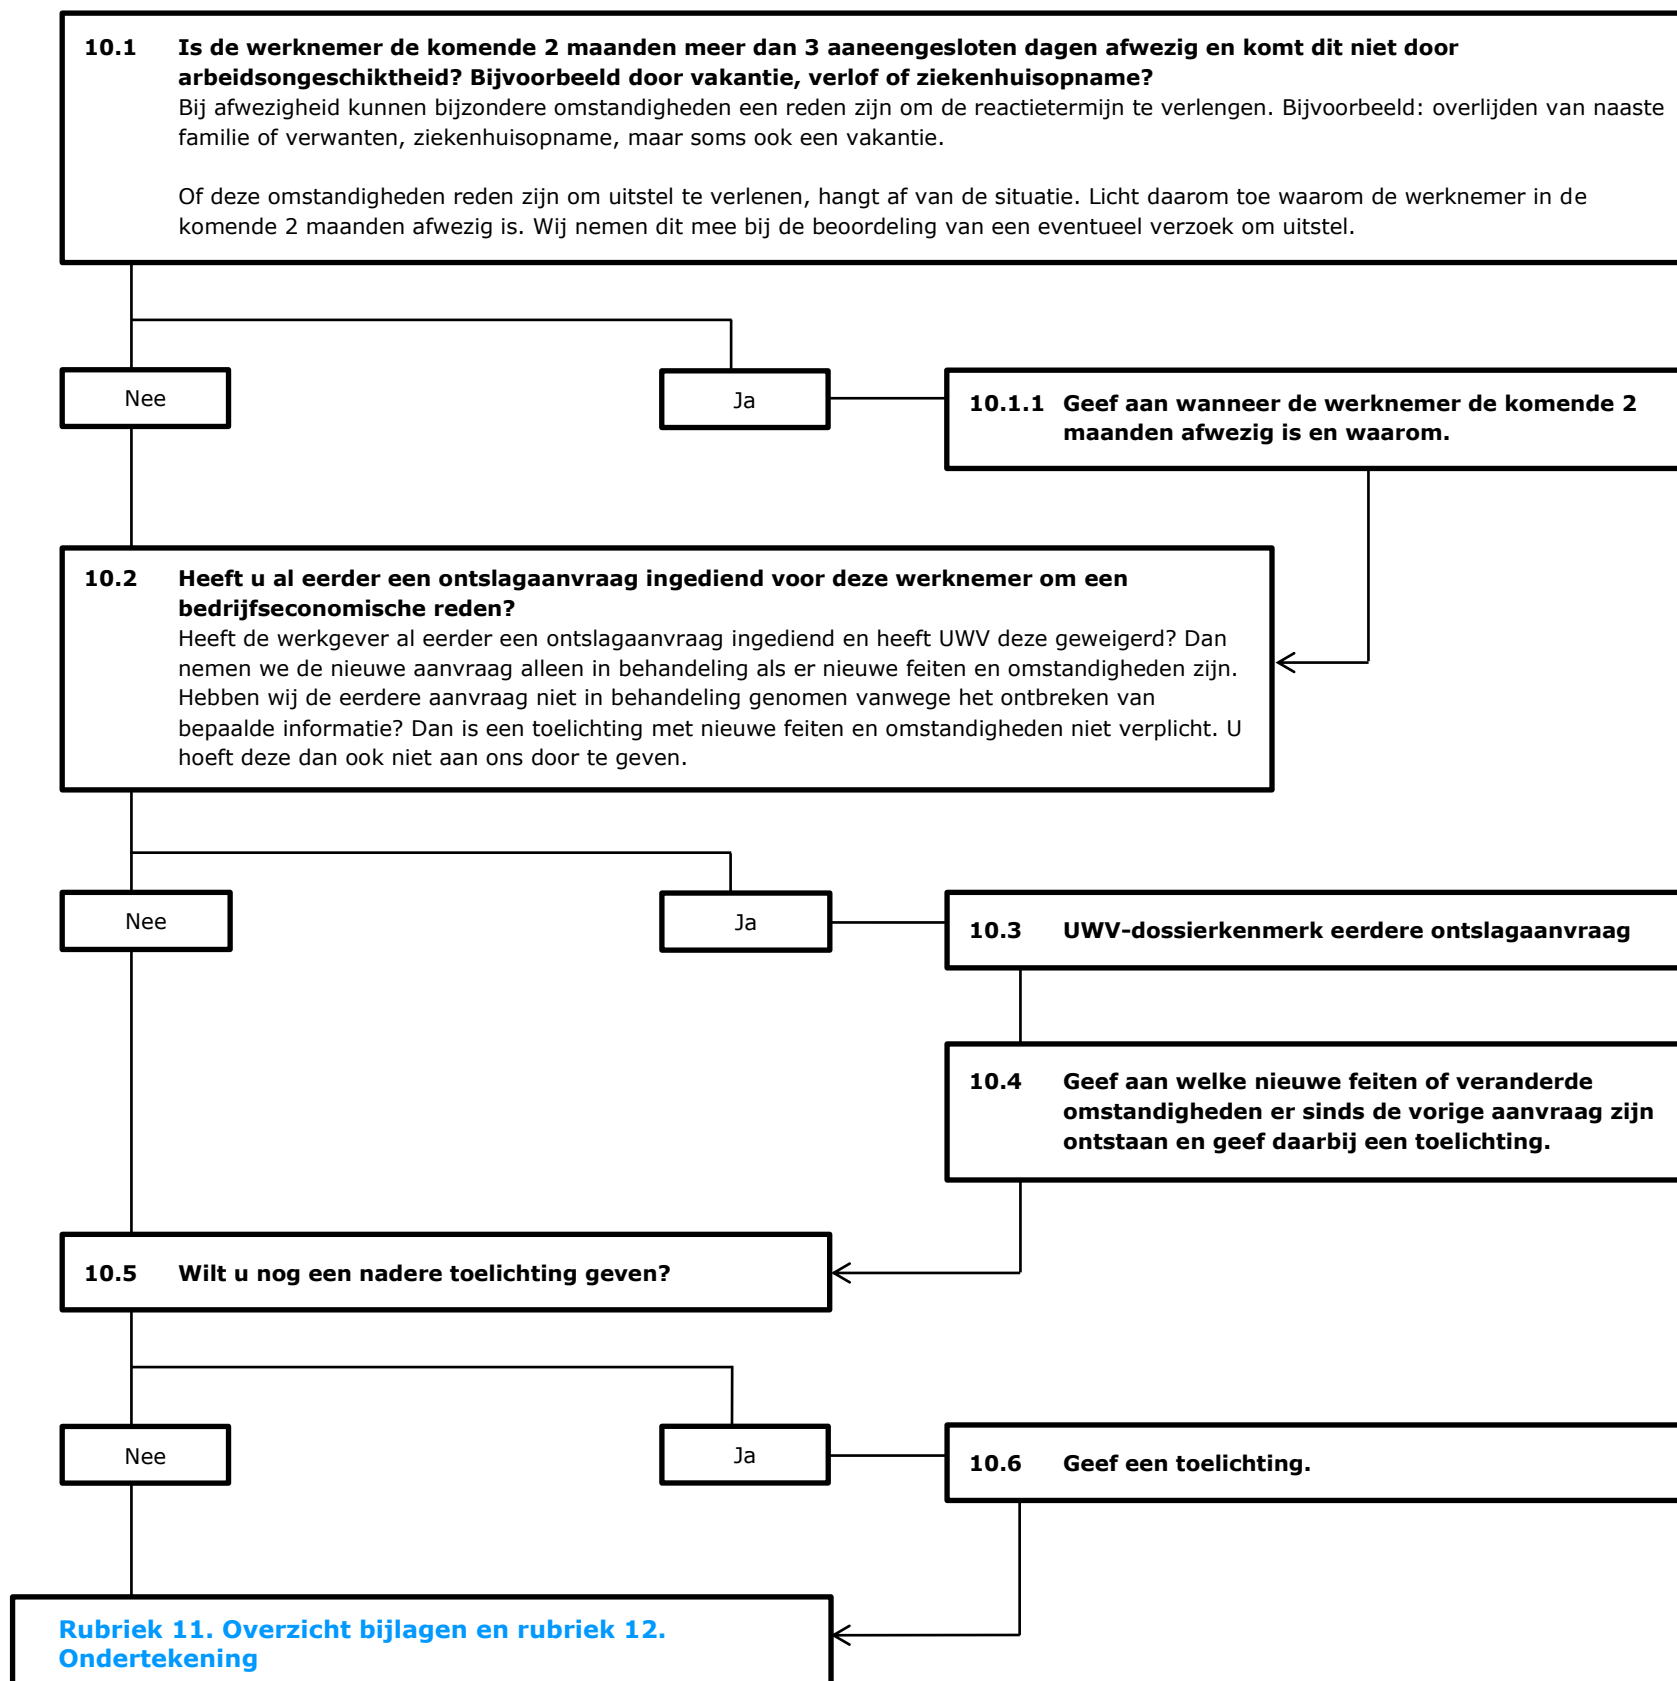 10.1 Is de werknemer de komende 2 maanden meer dan 3 aaneengesloten dagen afwezig en komt dit niet door
arbeidsongeschiktheid? Bijvoorbeeld door vakantie, verlof of ziekenhuisopname?
Bij afwezigheid kunnen bijzondere omstandigheden een reden zijn om de reactietermijn te verlengen. Bijvoorbeeld: overlijden van naaste
familie of verwanten, ziekenhuisopname, maar soms ook een vakantie.
Of deze omstandigheden reden zijn om uitstel te verlenen, hangt af van de situatie. Licht daarom toe waarom de werknemer in de
komende 2 maanden afwezig is. Wij nemen dit mee bij de beoordeling van een eventueel verzoek om uitstel.
Nee
Ja
10.1.1 Geef aan wanneer de werknemer de komende 2
maanden afwezig is en waarom.
10.2 Heeft u al eerder een ontslagaanvraag ingediend voor deze werknemer om een
bedrijfseconomische reden?
Heeft de werkgever al eerder een ontslagaanvraag ingediend en heeft UWV deze geweigerd? Dan
nemen we de nieuwe aanvraag alleen in behandeling als er nieuwe feiten en omstandigheden zijn.
Hebben wij de eerdere aanvraag niet in behandeling genomen vanwege het ontbreken van
bepaalde informatie? Dan is een toelichting met nieuwe feiten en omstandigheden niet verplicht. U
hoeft deze dan ook niet aan ons door te geven.
Nee
Ja
10.3 UWV-dossierkenmerk eerdere ontslagaanvraag
10.4 Geef aan welke nieuwe feiten of veranderde
omstandigheden er sinds de vorige aanvraag zijn
ontstaan en geef daarbij een toelichting.
10.5 Wilt u nog een nadere toelichting geven?
Nee
Ja
10.6 Geef een toelichting.
Rubriek 11. Overzicht bijlagen en rubriek 12.
Ondertekening